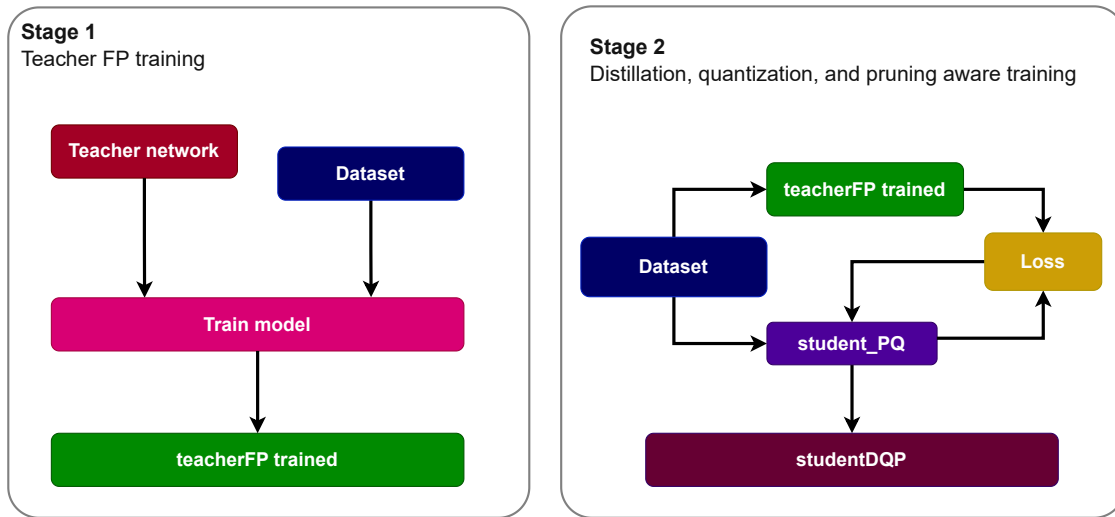 Stage 1
Teacher FP training
Teacher network
Dataset
Train model
teacherFP trained
Stage 2
Distillation, quantization, and pruning aware training
teacherFP trained
Dataset
Loss
student_PQ
studentDQP